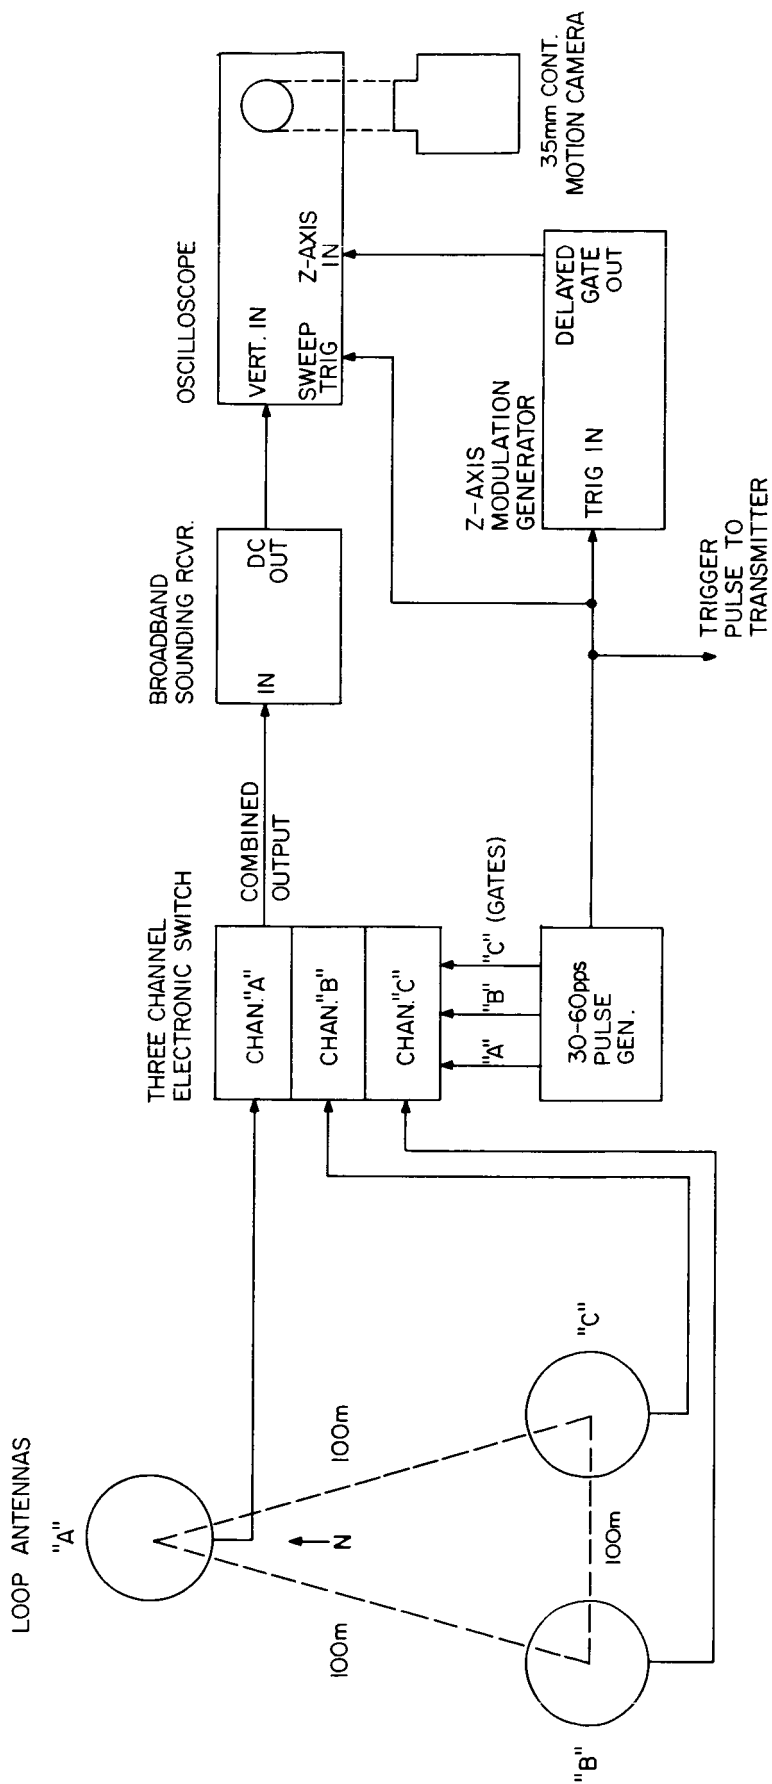 LOOP ANTENNAS
"A"
100m
100m
N
100m
"B"
"C"
THREE CHANNEL
ELECTRONIC SWITCH
CHAN."A"
CHAN."B"
CHAN."C"
"A"
"B"
"C" (GATES)
30-60pps
PULSE
GEN.
COMBINED
OUTPUT
BROADBAND
SOUNDING RCVR.
IN
DC
OUT
OSCILLOSCOPE
VERT. IN
SWEEP
TRIG
Z-AXIS
IN
Z-AXIS
MODULATION
GENERATOR
TRIG IN
DELAYED
GATE
OUT
TRIGGER
PULSE TO
TRANSMITTER
35mm CONT.
MOTION CAMERA